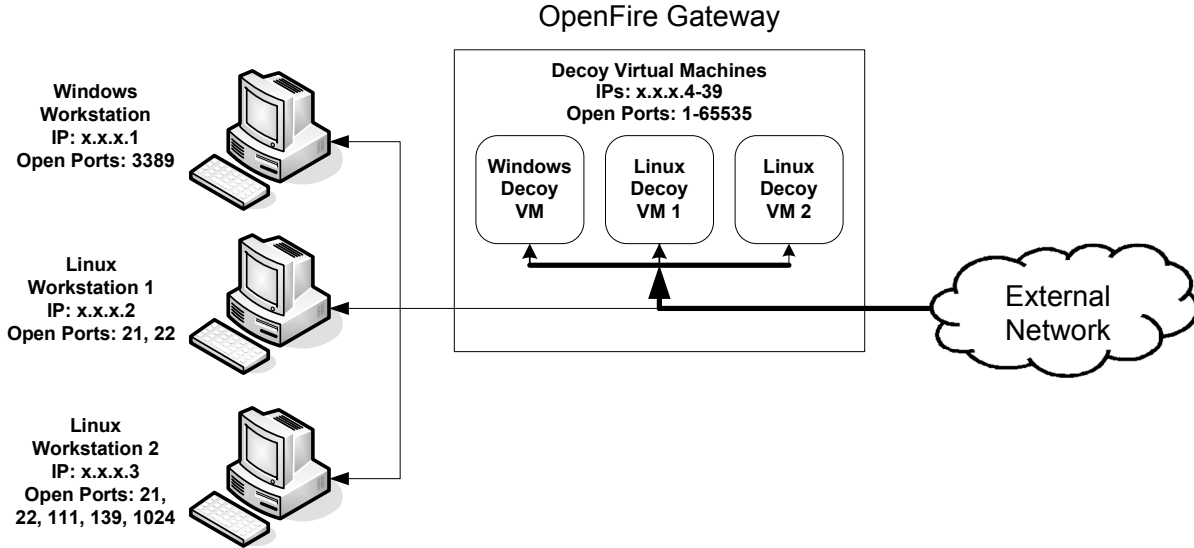 OpenFire Gateway
Windows
Workstation
IP: x.x.x.1
Open Ports: 3389
Linux
Workstation 1
IP: x.x.x.2
Open Ports: 21, 22
Linux
Workstation 2
IP: x.x.x.3
Open Ports: 21,
22, 111, 139, 1024
Decoy Virtual Machines
IPs: x.x.x.4-39
Open Ports: 1-65535
Windows
Decoy
VM
Linux
Decoy
VM 1
Linux
Decoy
VM 2
External
Network